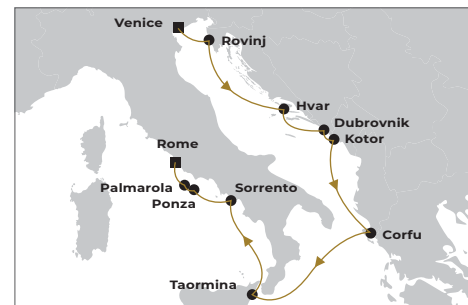 Venice
Rovinj
Hvar
Dubrovnik
Kotor
Rome
Palmarola
Ponza
Sorrento
Corfu
Taormina